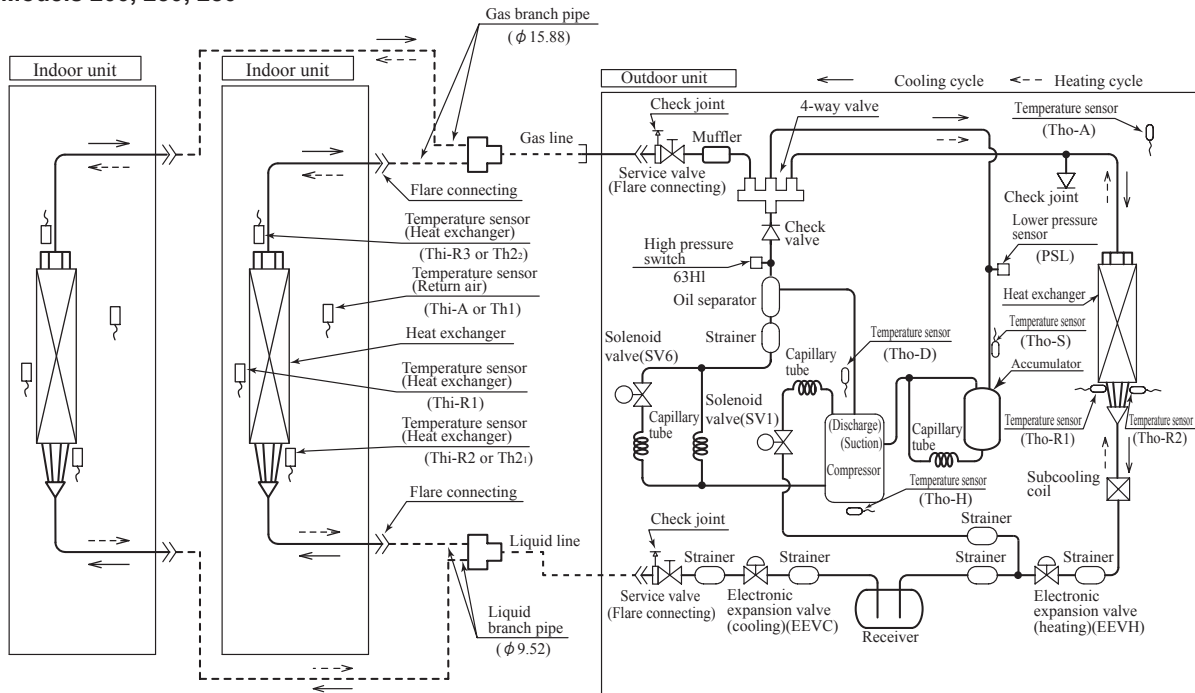 Gas branch pipe
(ϕ 15.88)
Indoor unit
Indoor unit
Outdoor unit
Cooling cycle
Heating cycle
Check joint
4-way valve
Temperature sensor
(Tho-A)
Gas line
Muffler
Service valve
(Flare connecting)
Check joint
Flare connecting
Temperature sensor
(Heat exchanger)
(Thi-R3 or Th2₂)
Check
valve
High pressure
switch
63HI
Lower pressure
sensor
(PSL)
Temperature sensor
(Return air)
(Thi-A or Th1)
Oil separator
Heat exchanger
Heat exchanger
Strainer
Temperature sensor
(Tho-D)
Temperature sensor
(Tho-S)
Solenoid
valve(SV6)
Capillary
tube
Accumulator
Temperature sensor
(Heat exchanger)
(Thi-R1)
Solenoid
valve(SV1)
Capillary
tube
(Discharge)
(Suction)
Compressor
Capillary
tube
Temperature sensor
(Tho-R1)
Temperature sensor
(Tho-R2)
Temperature sensor
(Heat exchanger)
(Thi-R2 or Th2₁)
Temperature sensor
(Tho-H)
Subcooling
coil
Flare connecting
Check joint
Strainer
Liquid line
Strainer
Strainer
Strainer
Strainer
Service valve
(Flare connecting)
Electronic
expansion valve
(cooling)(EEVC)
Receiver
Electronic
expansion valve
(heating)(EEVH)
Liquid
branch pipe
(ϕ 9.52)